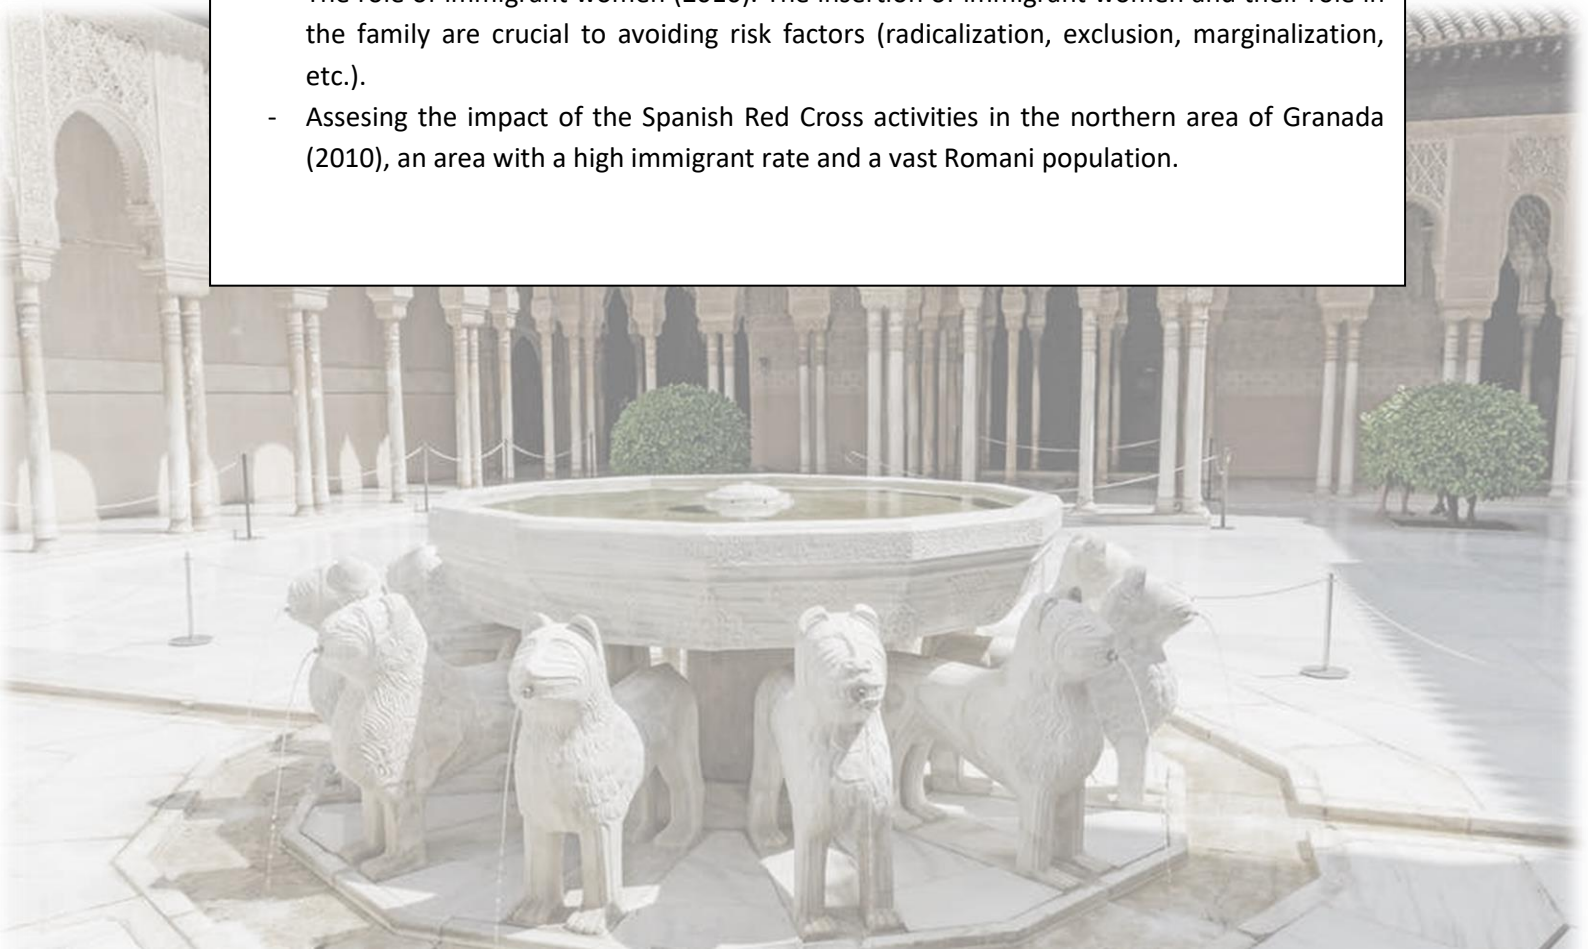 The role of immigrant women The insertion of immigrant women and their role in
the family are crucial to avoiding risk factors (radicalization, exclusion, marginalization,
etc.).
- Assesing the impact of the Spanish Red Cross activities in the northern area of Granada
(2010), an area with a high immigrant rate and a vast Romani population.